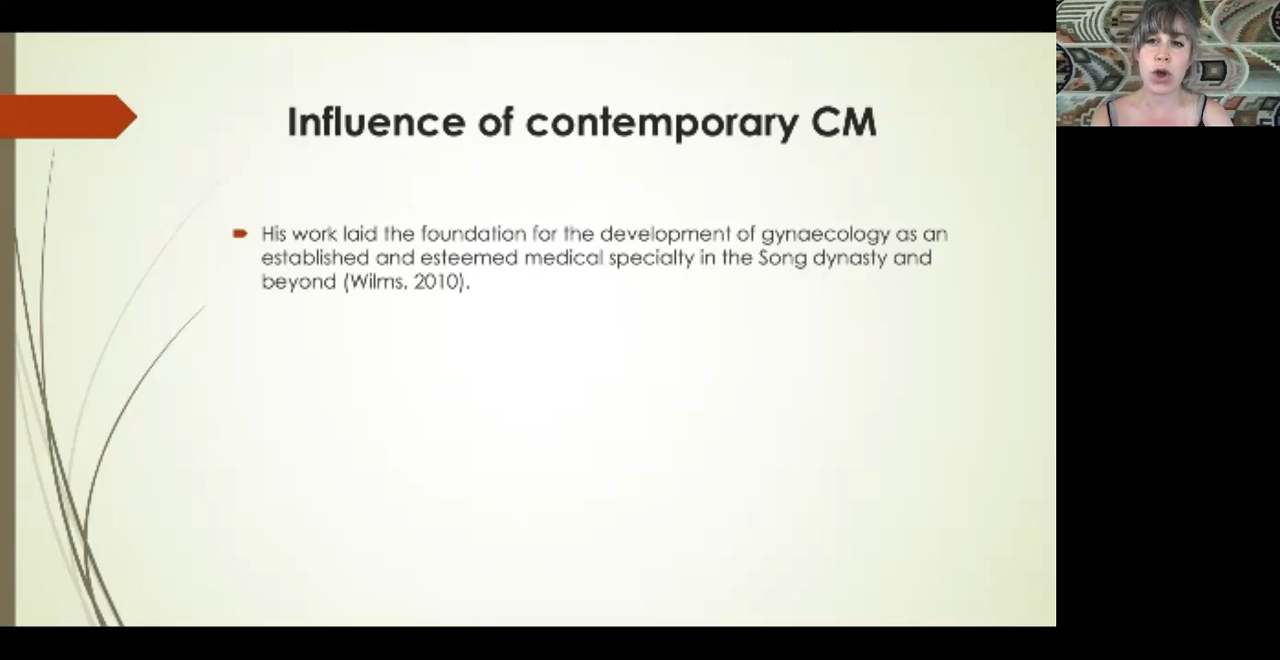 Influence of contemporary CM
His work laid the foundation for the development of gynaecology as an
established and esteemed medical specialty in the Song dynasty and
beyond (Wilms, 2010).